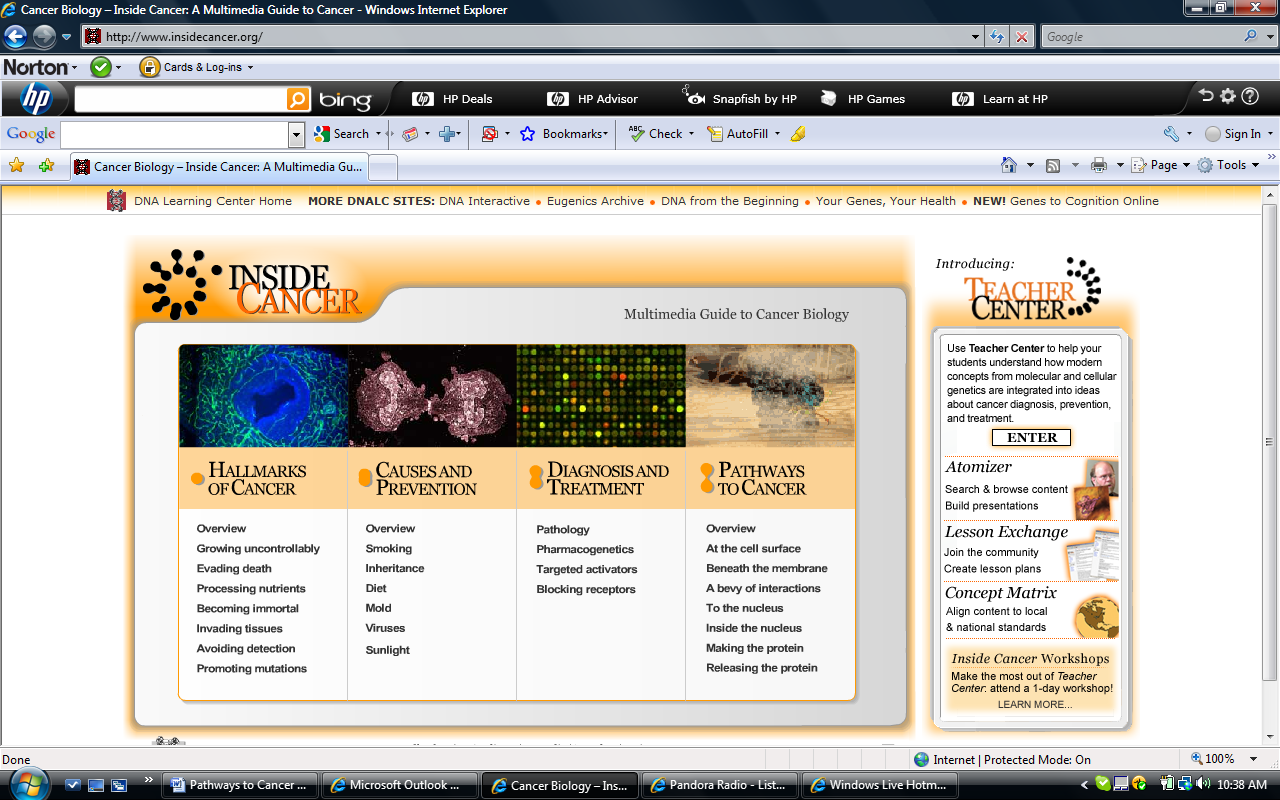 Cancer Biology – Inside Cancer: A Multimedia Guide to Cancer - Windows Internet Explorer
http://www.insidecancer.org/
Google
Norton
Cards & Log-ins
hp
bing
HP Deals
HP Advisor
Snapfish by HP
HP Games
Learn at HP
Google
Search
Bookmarks
Check
AutoFill
Sign In
Cancer Biology – Inside Cancer: A Multimedia Gu...
Page
Tools
DNA Learning Center Home MORE DNALC SITES: DNA Interactive • Eugenics Archive • DNA from the Beginning • Your Genes, Your Health • NEW! Genes to Cognition Online
INSIDE
CANCER
Multimedia Guide to Cancer Biology
HALLMARKS
OF CANCER
Overview
Growing uncontrollably
Evading death
Processing nutrients
Becoming immortal
Invading tissues
Avoiding detection
Promoting mutations
CAUSES AND
PREVENTION
Overview
Smoking
Inheritance
Diet
Mold
Viruses
Sunlight
DIAGNOSIS AND
TREATMENT
Pathology
Pharmacogenetics
Targeted activators
Blocking receptors
PATHWAYS
TO CANCER
Overview
At the cell surface
Beneath the membrane
A bevy of interactions
To the nucleus
Inside the nucleus
Making the protein
Releasing the protein
Introducing:
TEACHER
CENTER
Use Teacher Center to help your
students understand how modern
concepts from molecular and cellular
genetics are integrated into ideas
about cancer diagnosis, prevention,
and treatment.
ENTER
Atomizer
Search & browse content
Build presentations
Lesson Exchange
Join the community
Create lesson plans
Concept Matrix
Align content to local
& national standards
Inside Cancer Workshops
Make the most out of Teacher
Center: attend a 1-day workshop!
LEARN MORE...
Done
Internet | Protected Mode: On
100%
Pathways to Cancer ...
Microsoft Outlook ...
Cancer Biology – Ins...
Pandora Radio - List...
Windows Live Hotm...
10:38 AM